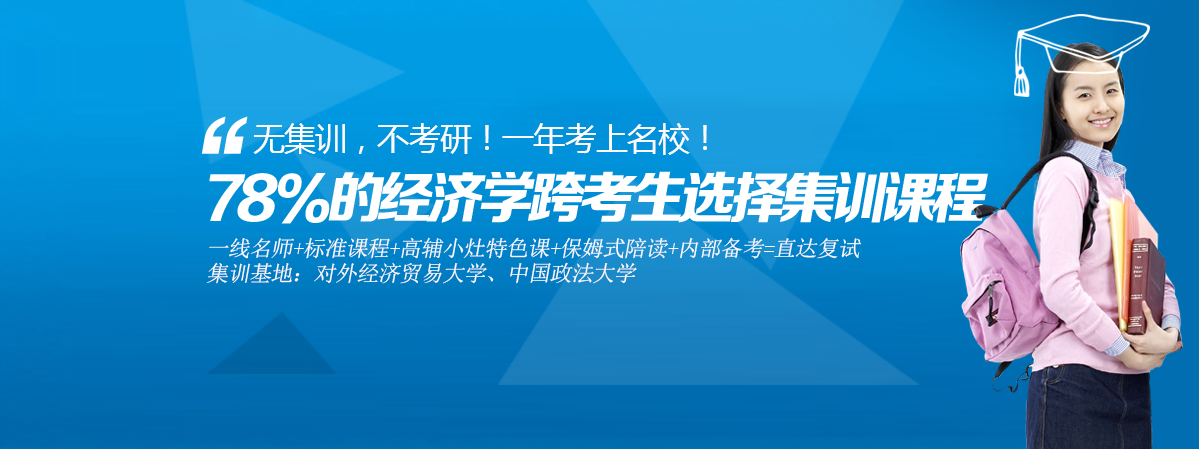 “无集训，不考研！一年考上名校！
78%的经济学跨考生选择集训课程
一线名师+标准课程+高辅小灶特色课+保姆式陪读+内部备考=直达复试
集训基地：对外经济贸易大学、中国政法大学